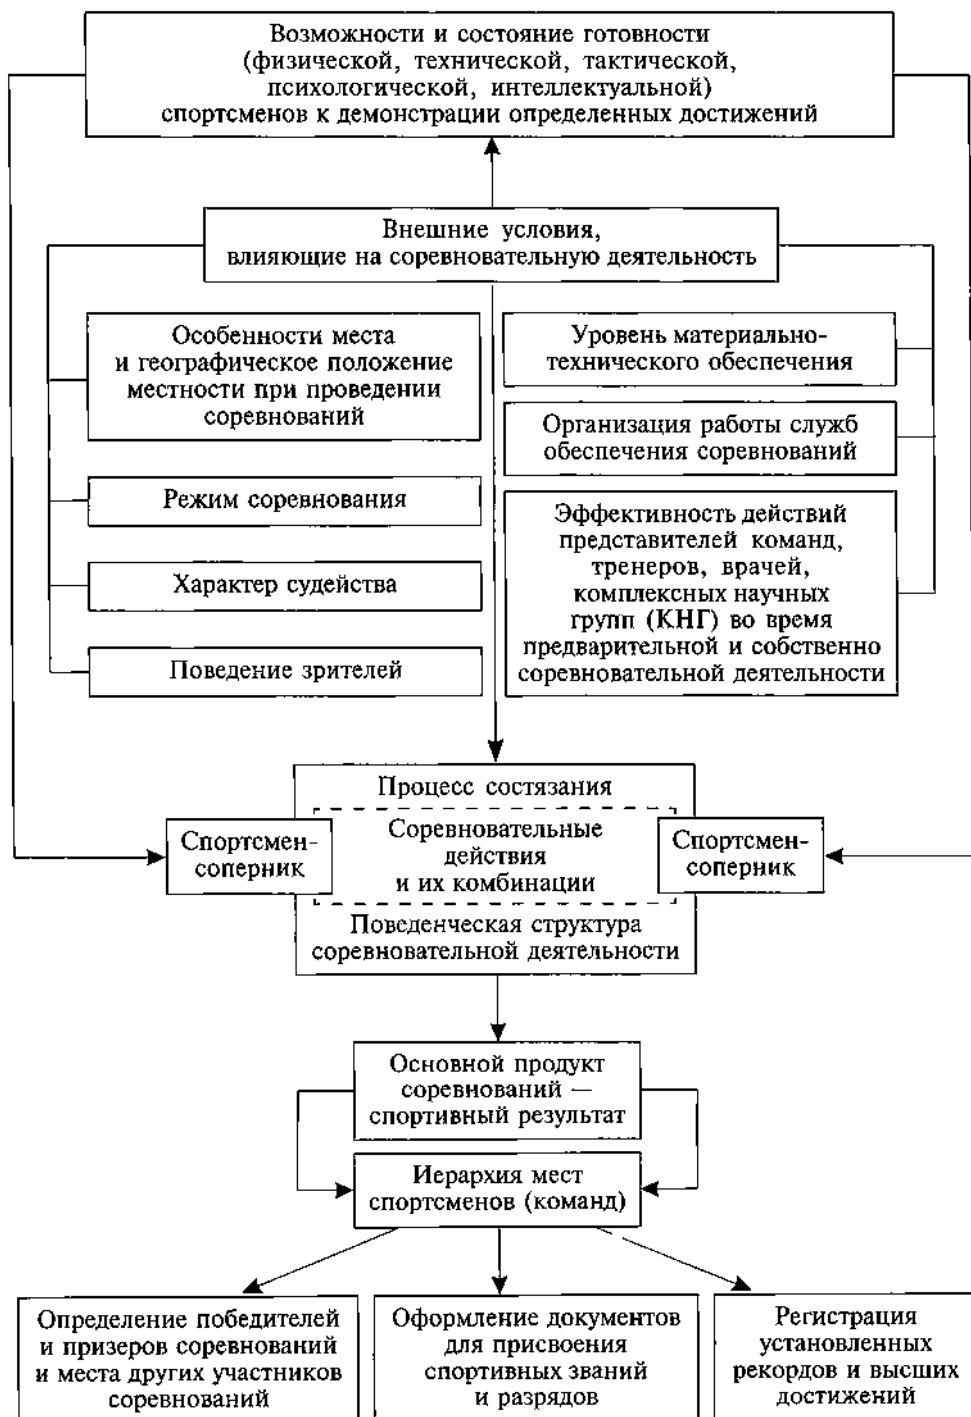 Возможности и состояние готовности
(физической, технической, тактической,
психологической, интеллектуальной)
спортсменов к демонстрации определенных достижений
Внешние условия,
влияющие на соревновательную деятельность
Особенности места
и географическое положение
местности при проведении
соревнований
Режим соревнования
Характер судейства
Поведение зрителей
Уровень материально-
технического обеспечения
Организация работы служб
обеспечения соревнований
Эффективность действий
представителей команд,
тренеров, врачей,
комплексных научных
групп (КНГ) во время
предварительной и собственно
соревновательной деятельности
Процесс состязания
Спортсмен-
соперник
Соревновательные
действия
и их комбинации
Спортсмен-
соперник
Поведенческая структура
соревновательной деятельности
Основной продукт
соревнований —
спортивный результат
Иерархия мест
спортсменов (команд)
Определение победителей
и призеров соревнований
и места других участников
соревнований
Оформление документов
для присвоения
спортивных званий
и разрядов
Регистрация
установленных
рекордов и высших
достижений